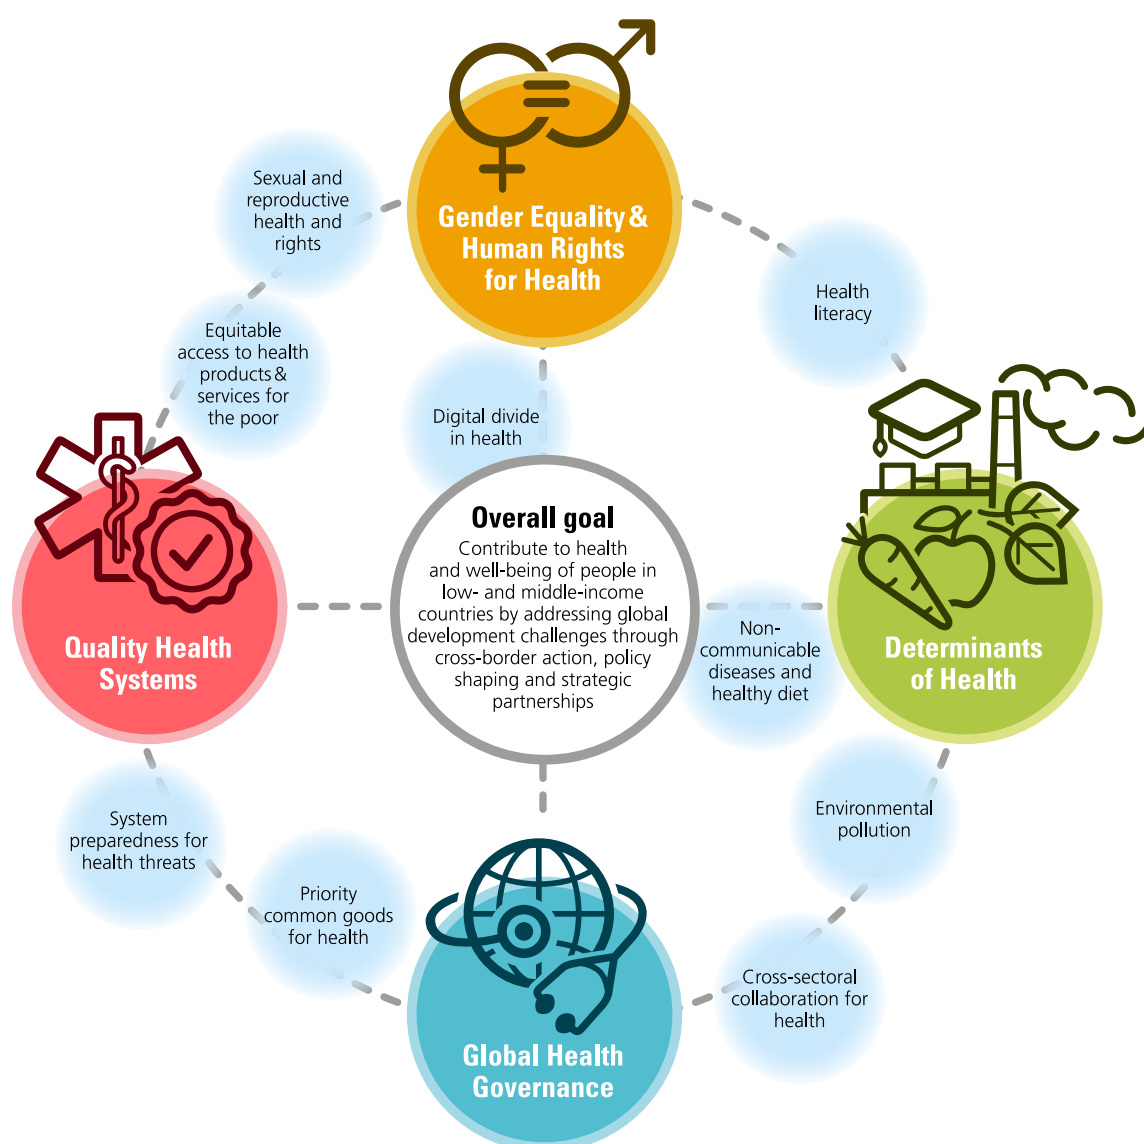 Gender Equality &
Human Rights
for Health
Sexual and
reproductive
health and
rights
Health
literacy
Equitable
access to health
products &
services for
the poor
Digital divide
in health
Overall goal
Contribute to health
and well-being of people in
low- and middle-income
countries by addressing global
development challenges through
cross-border action, policy
shaping and strategic
partnerships
Quality Health
Systems
Non-
communicable
diseases and
healthy diet
Determinants
of Health
System
preparedness for
health threats
Environmental
pollution
Priority
common goods
for health
Cross-sectoral
collaboration for
health
Global Health
Governance